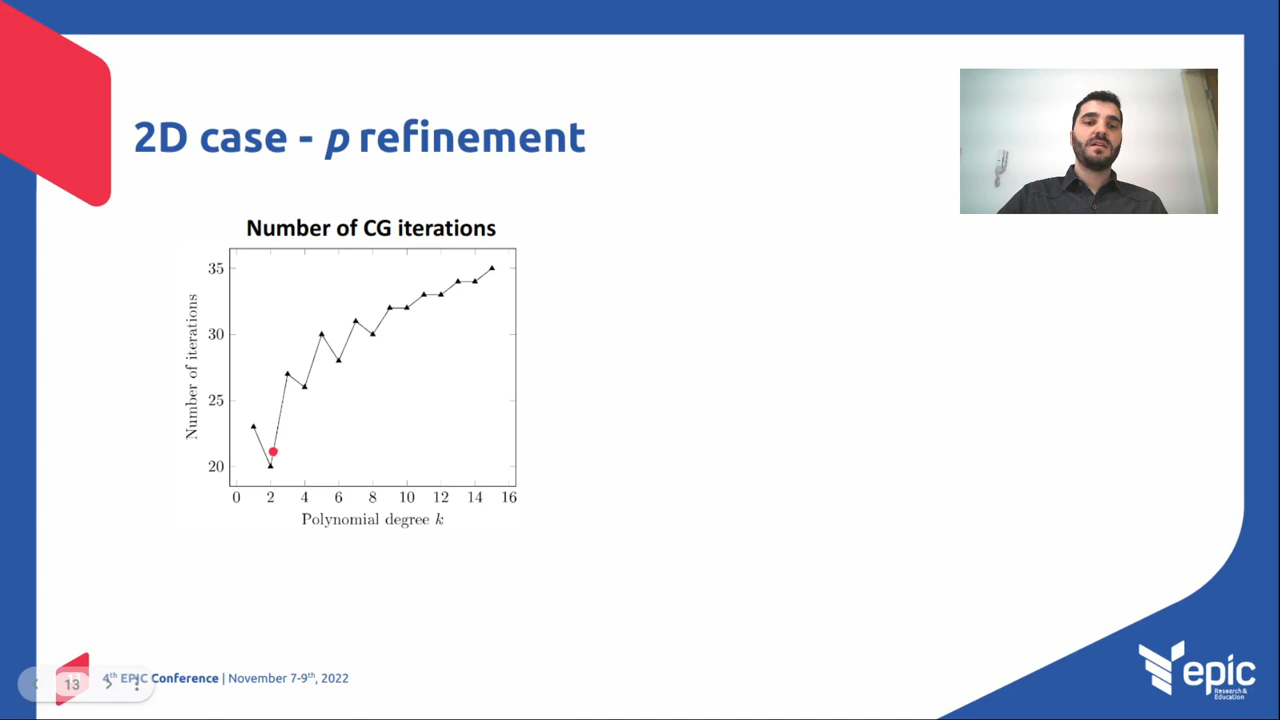 2D case - p refinement
Number of CG iterations
35
30
25
20
Number of iterations
0 2 4 6 8 10 12 14 16
Polynomial degree k
13
4th EPIC Conference | November 7-9th, 2022
epic
Research &
Education